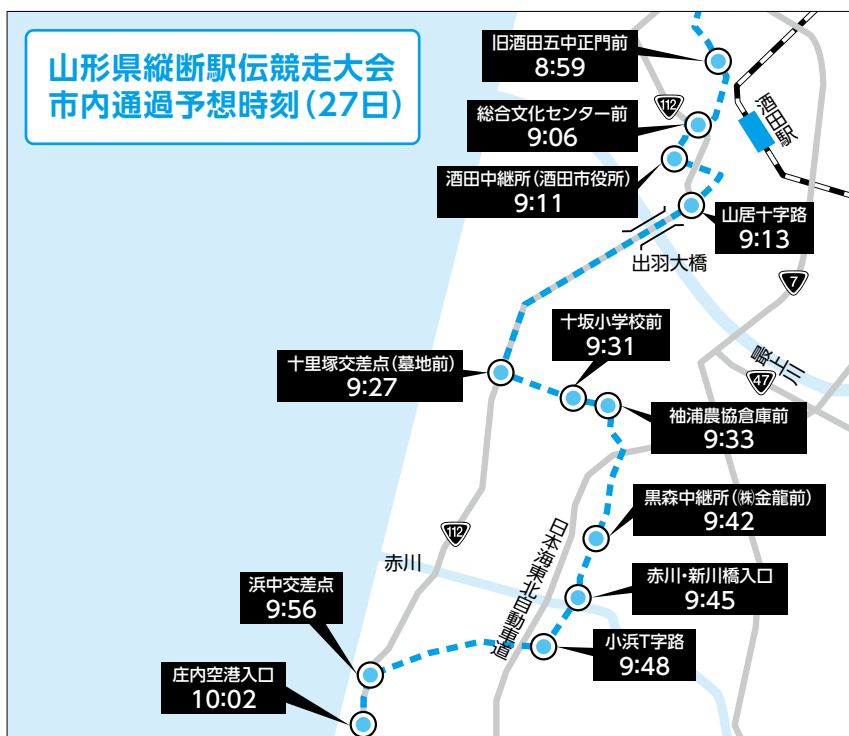 山形県縦断駅伝競走大会
市内通過予想時刻(27日)
旧酒田五中正門前
8:59
112
総合文化センター前
9:06
酒田駅
酒田中継所(酒田市役所)
9:11
山居十字路
9:13
出羽大橋
7
十坂小学校前
9:31
最上川
47
十里塚交差点(墓地前)
9:27
袖浦農協倉庫前
9:33
黒森中継所(㈱金龍前)
9:42
112
日本海東北自動車道
赤川
赤川・新川橋入口
9:45
浜中交差点
9:56
小浜T字路
9:48
庄内空港入口
10:02